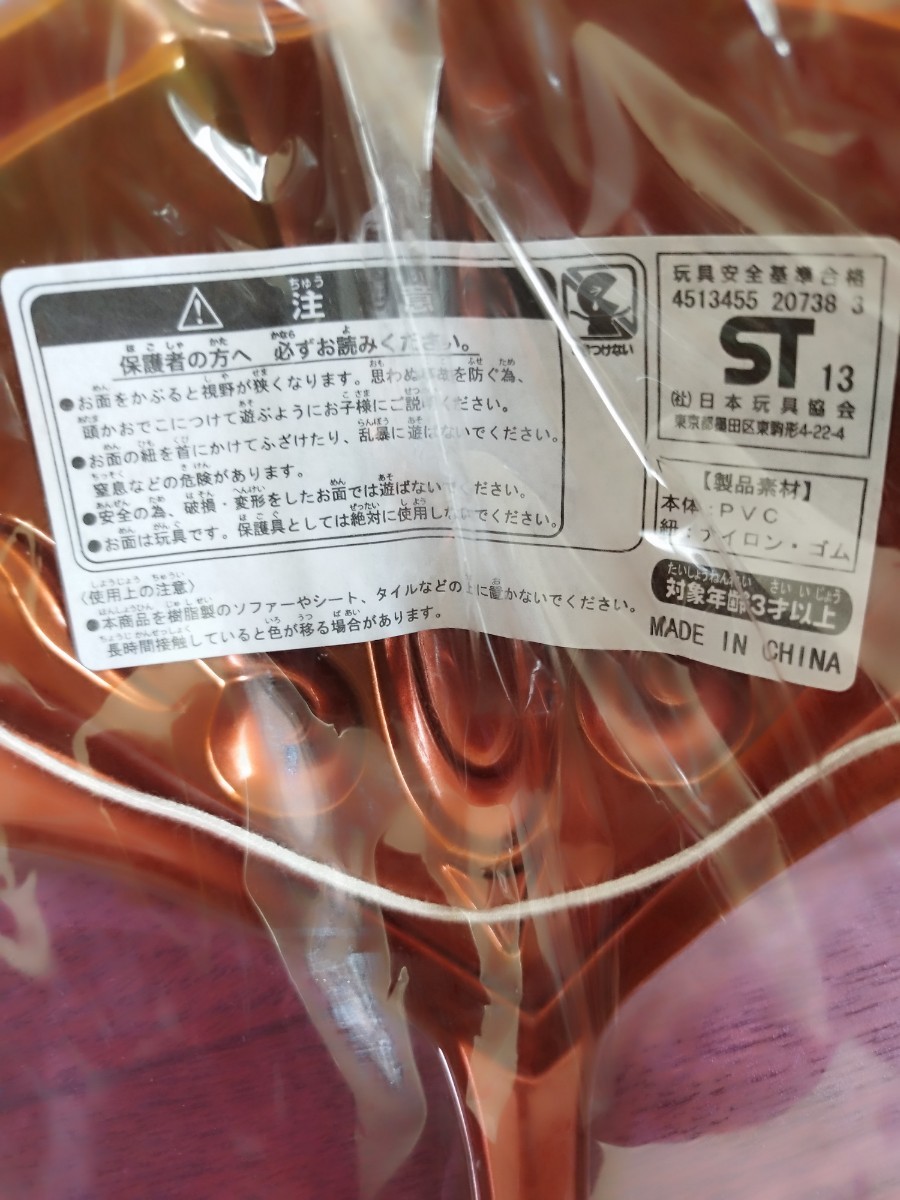 注意
保護者の方へ 必ずお読みください。
●お面をかぶると視野が狭くなります。思わぬ事故を防ぐ為、
頭かおでこにつけて遊ぶようにお子様にご説明ください。
●お面の紐を首にかけてふざけたり、乱暴に遊ばないでください。
窒息などの危険があります。
●安全の為、破損・変形をしたお面では遊ばないでください。
●お面は玩具です。保護具としては絶対に使用しないでください。
〈使用上の注意〉
●本商品を樹脂製のソファーやシート、タイルなどの上に置かないでください。
長時間接触していると色が移る場合があります。
つけない
玩具安全基準合格
4513455 20738 3
ST 13
(社)日本玩具協会
東京都墨田区東駒形4-22-4
【製品素材】
本体:PVC
紐:ナイロン・ゴム
対象年齢3才以上
MADE IN CHINA